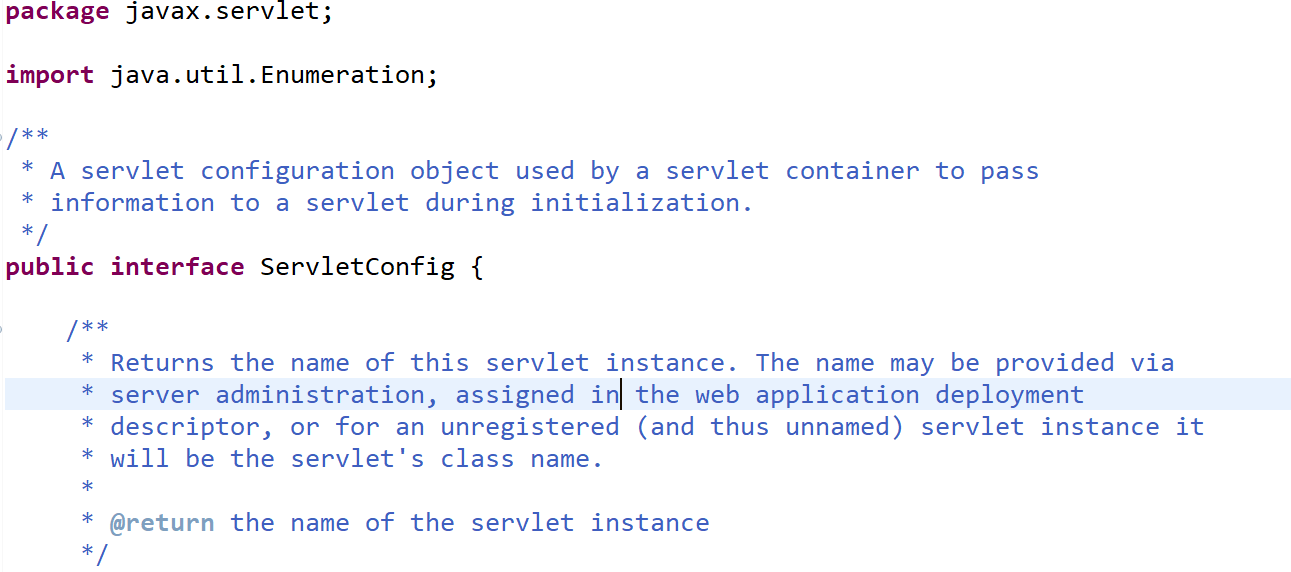 package javax.servlet;
import java.util.Enumeration;
/**
 * A servlet configuration object used by a servlet container to pass
 * information to a servlet during initialization.
 */
public interface ServletConfig {
    /**
     * Returns the name of this servlet instance. The name may be provided via
     * server administration, assigned in the web application deployment
     * descriptor, or for an unregistered (and thus unnamed) servlet instance it
     * will be the servlet's class name.
     *
     * @return the name of the servlet instance
     */